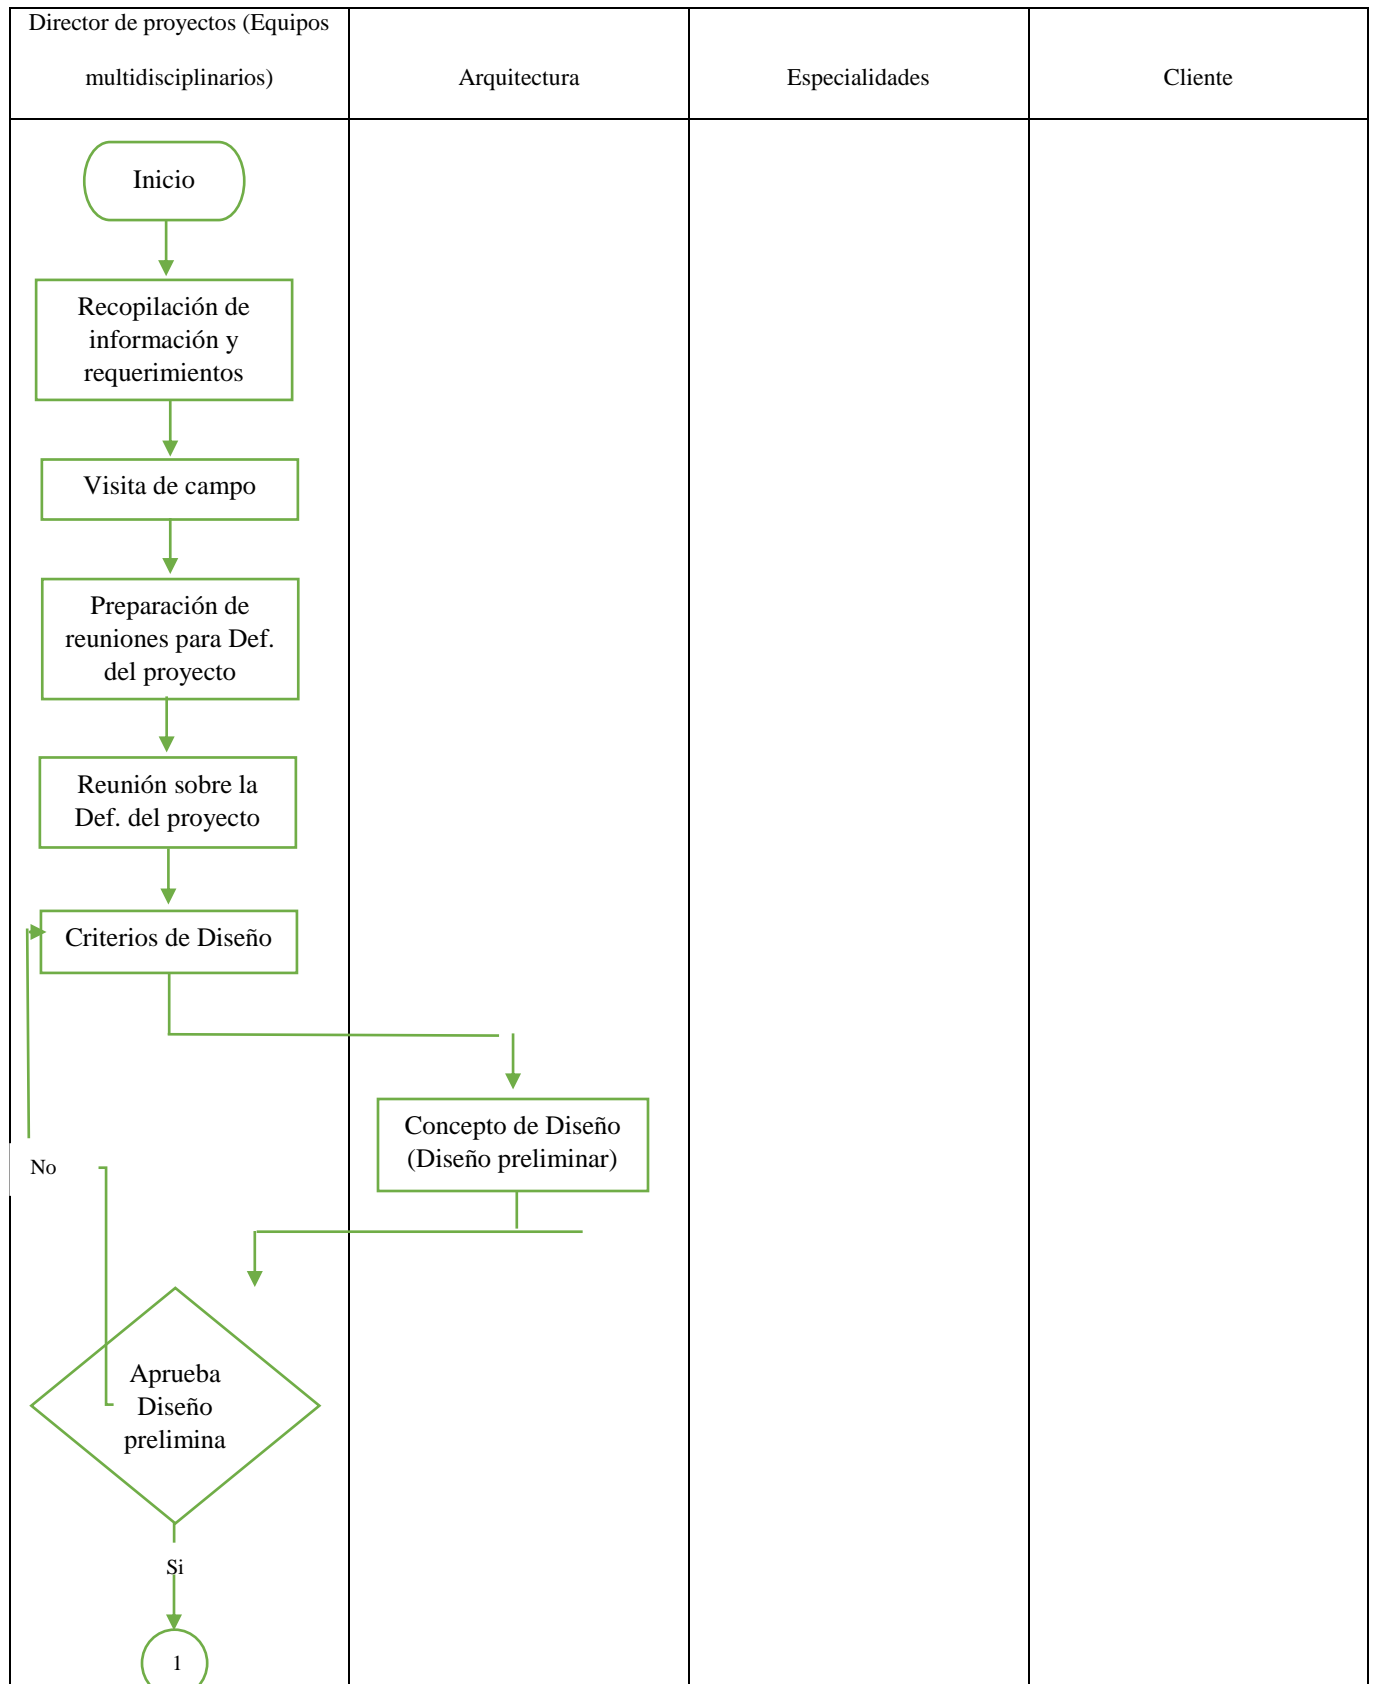 Director de proyectos (Equipos
multidisciplinarios)
Arquitectura
Especialidades
Cliente
Inicio
Recopilación de
información y
requerimientos
Visita de campo
Preparación de
reuniones para Def.
del proyecto
Reunión sobre la
Def. del proyecto
Criterios de Diseño
Concepto de Diseño
(Diseño preliminar)
No
Aprueba
Diseño
prelimina
Si
1